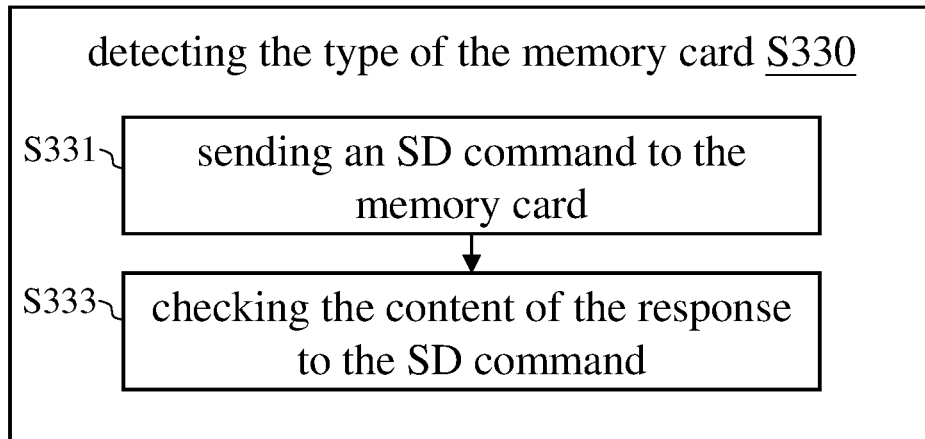 detecting the type of the memory card S330
S331
sending an SD command to the
memory card
S333
checking the content of the response
to the SD command